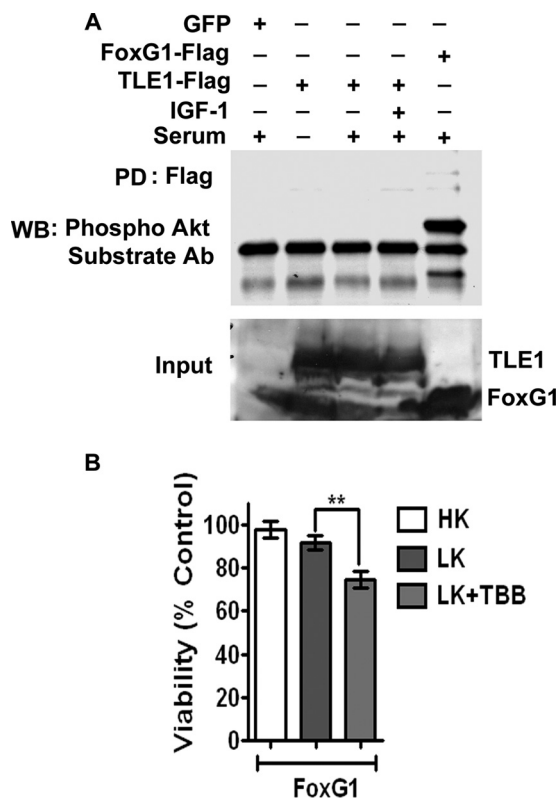 A
GFP + – – – –
FoxG1-Flag – – – – +
TLE1-Flag – + + + –
IGF-1 – – – + –
Serum + – + + +
PD : Flag
WB: Phospho Akt
Substrate Ab
Input
TLE1
FoxG1
B
Viability (% Control)
100
80
60
40
20
0
**
HK
LK
LK+TBB
FoxG1